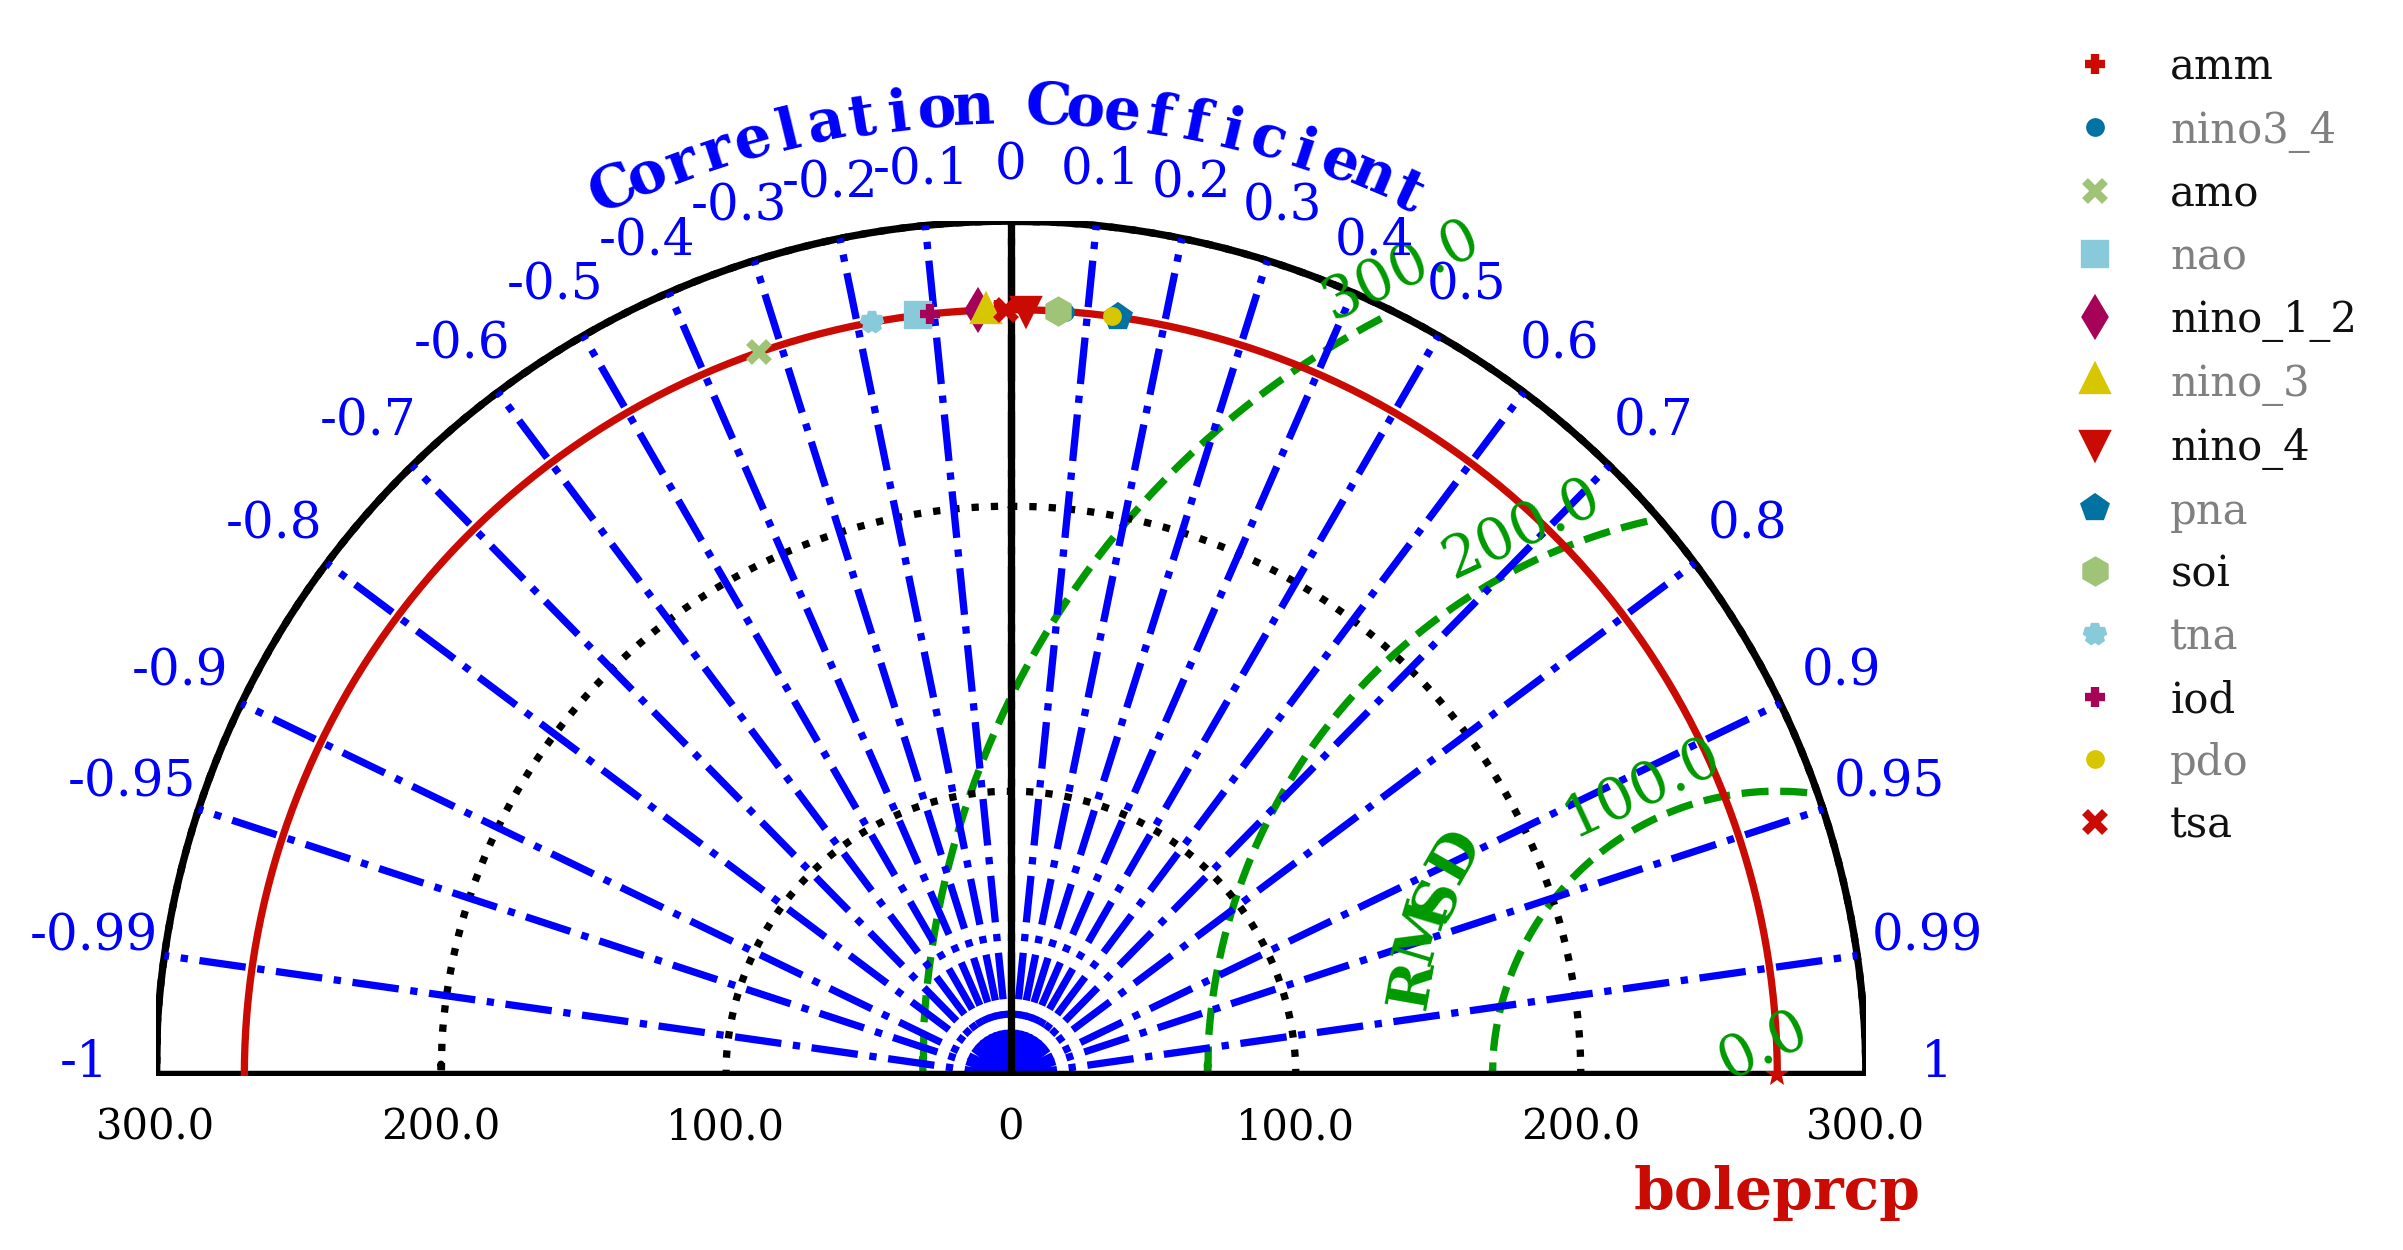 Correlation Coefficient
0
-0.1
0.1
-0.2
0.2
-0.3
0.3
-0.4
0.4
-0.5
0.5
-0.6
0.6
-0.7
0.7
-0.8
0.8
-0.9
0.9
-0.95
0.95
-0.99
0.99
-1
1
300.0
200.0
100.0
0.0
RMSD
300.0 200.0 100.0 0 100.0 200.0 300.0
boleprcp
amm
nino3_4
amo
nao
nino_1_2
nino_3
nino_4
pna
soi
tna
iod
pdo
tsa